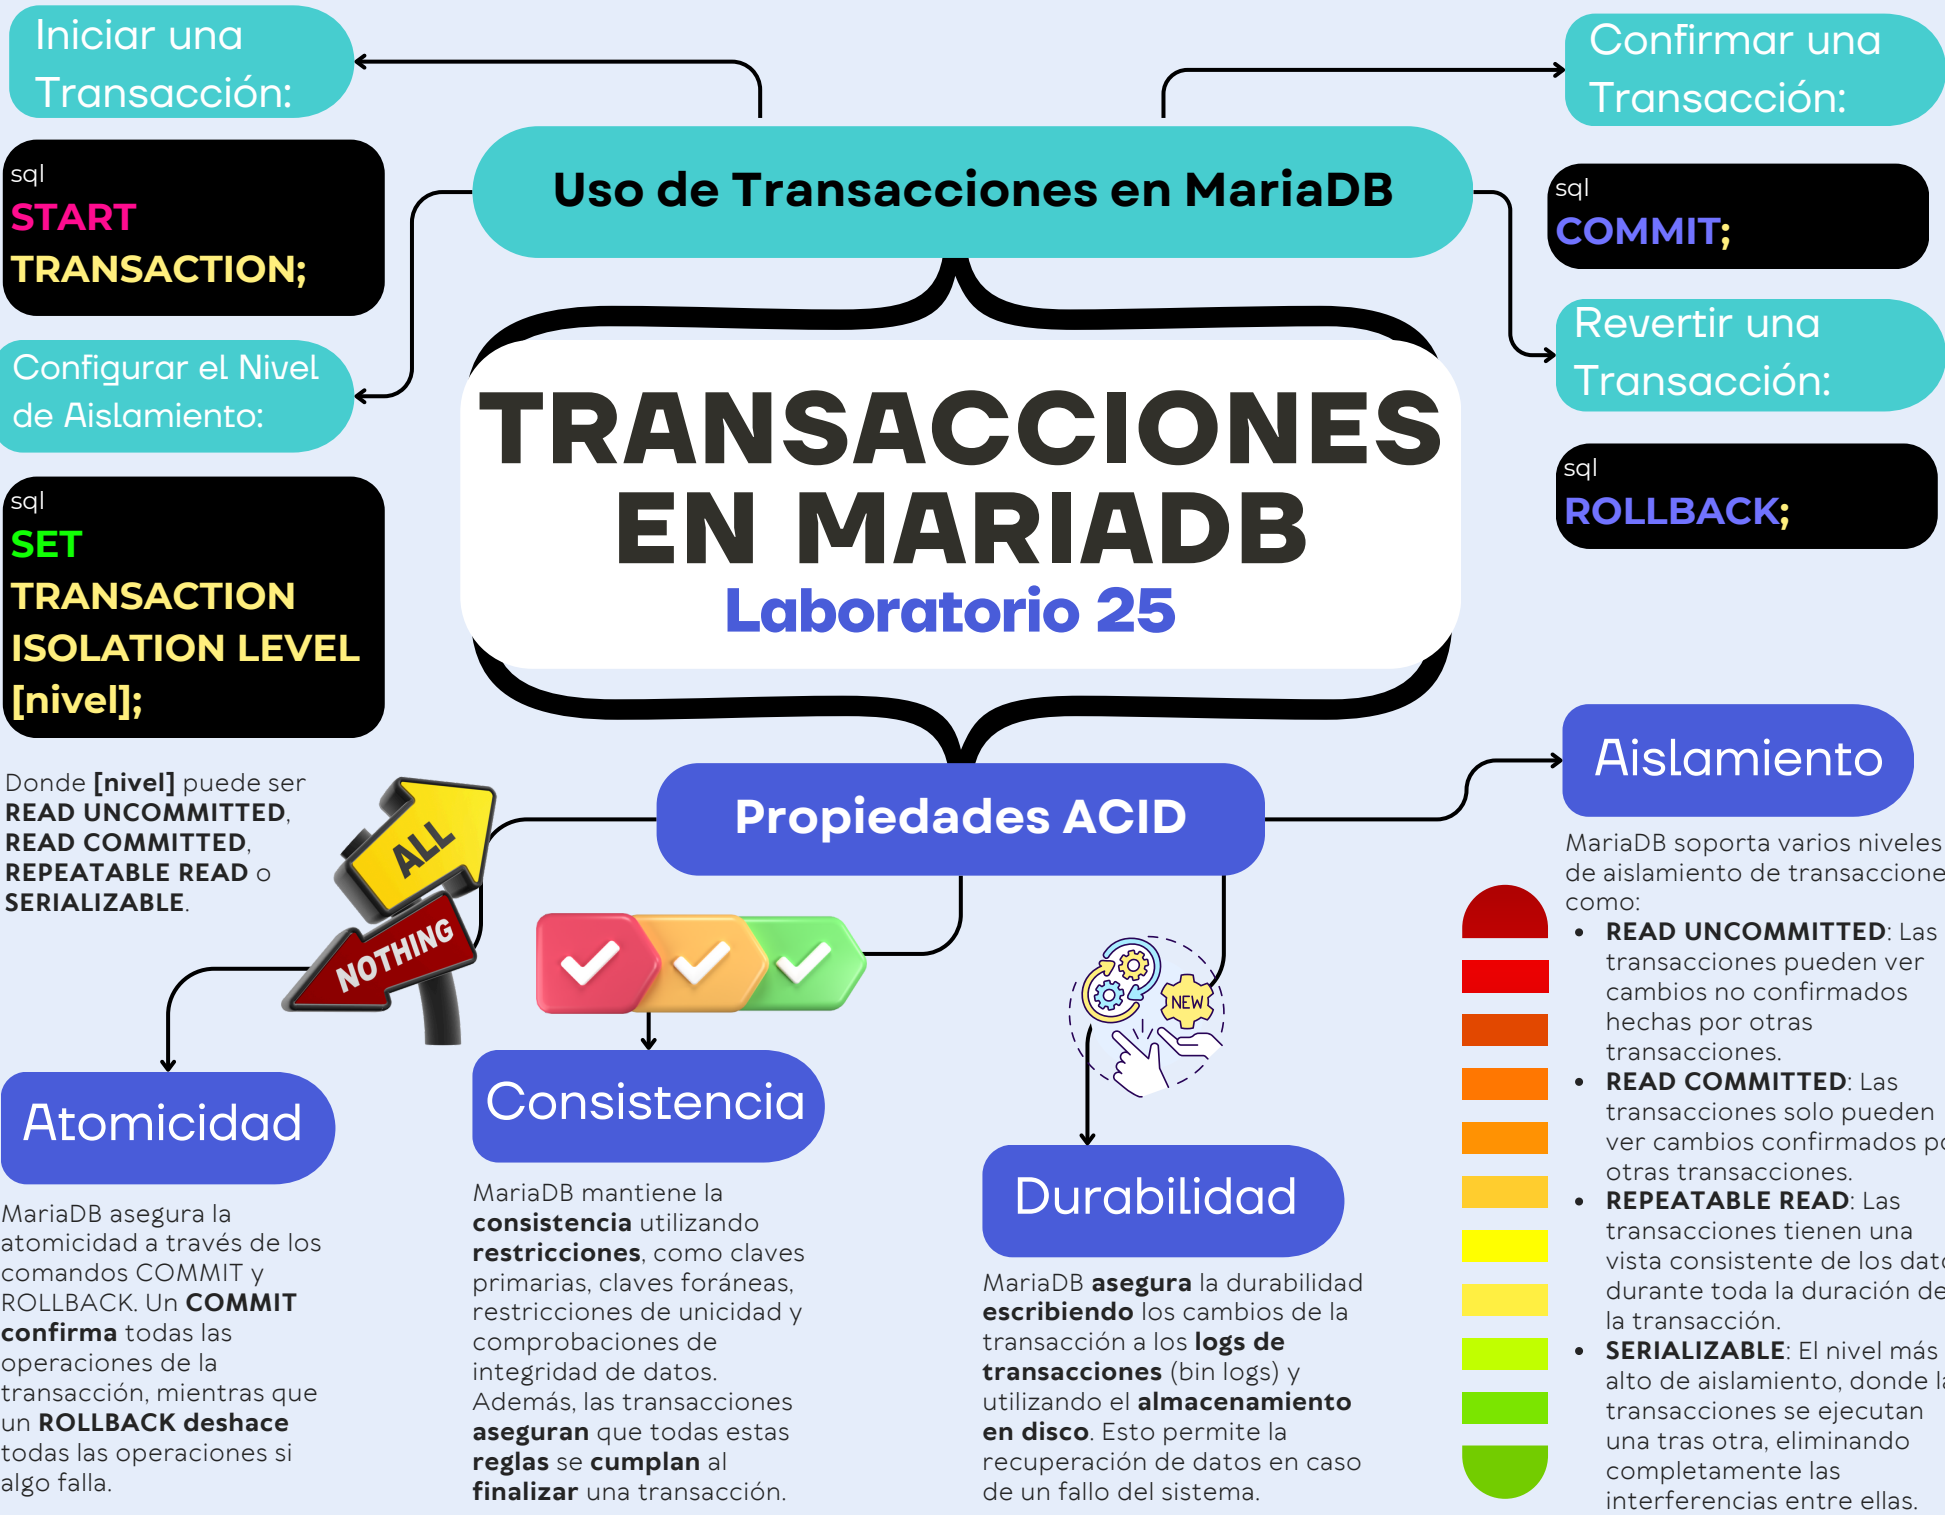 Iniciar una
Transacción:
Confirmar una
Transacción:
Uso de Transacciones en MariaDB
sql
START
TRANSACTION;
sql
COMMIT;
Configurar el Nivel
de Aislamiento:
Revertir una
Transacción:
sql
SET
TRANSACTION
ISOLATION LEVEL
[nivel];
sql
ROLLBACK;
TRANSACCIONES
EN MARIADB
Laboratorio 25
Donde [nivel] puede ser
READ UNCOMMITTED,
READ COMMITTED,
REPEATABLE READ o
SERIALIZABLE.
ALL
NOTHING
Propiedades ACID
NEW
Atomicidad
MariaDB asegura la
atomicidad a través de los
comandos COMMIT y
ROLLBACK. Un COMMIT
confirma todas las
operaciones de la
transacción, mientras que
un ROLLBACK deshace
todas las operaciones si
algo falla.
Consistencia
MariaDB mantiene la
consistencia utilizando
restricciones, como claves
primarias, claves foráneas,
restricciones de unicidad y
comprobaciones de
integridad de datos.
Además, las transacciones
aseguran que todas estas
reglas se cumplan al
finalizar una transacción.
Durabilidad
MariaDB asegura la durabilidad
escribiendo los cambios de la
transacción a los logs de
transacciones (bin logs) y
utilizando el almacenamiento
en disco. Esto permite la
recuperación de datos en caso
de un fallo del sistema.
Aislamiento
MariaDB soporta varios niveles
de aislamiento de transaccione
como:
• READ UNCOMMITTED: Las
transacciones pueden ver
cambios no confirmados
hechas por otras
transacciones.
• READ COMMITTED: Las
transacciones solo pueden
ver cambios confirmados po
otras transacciones.
• REPEATABLE READ: Las
transacciones tienen una
vista consistente de los dato
durante toda la duración de
la transacción.
• SERIALIZABLE: El nivel más
alto de aislamiento, donde la
transacciones se ejecutan
una tras otra, eliminando
completamente las
interferencias entre ellas.